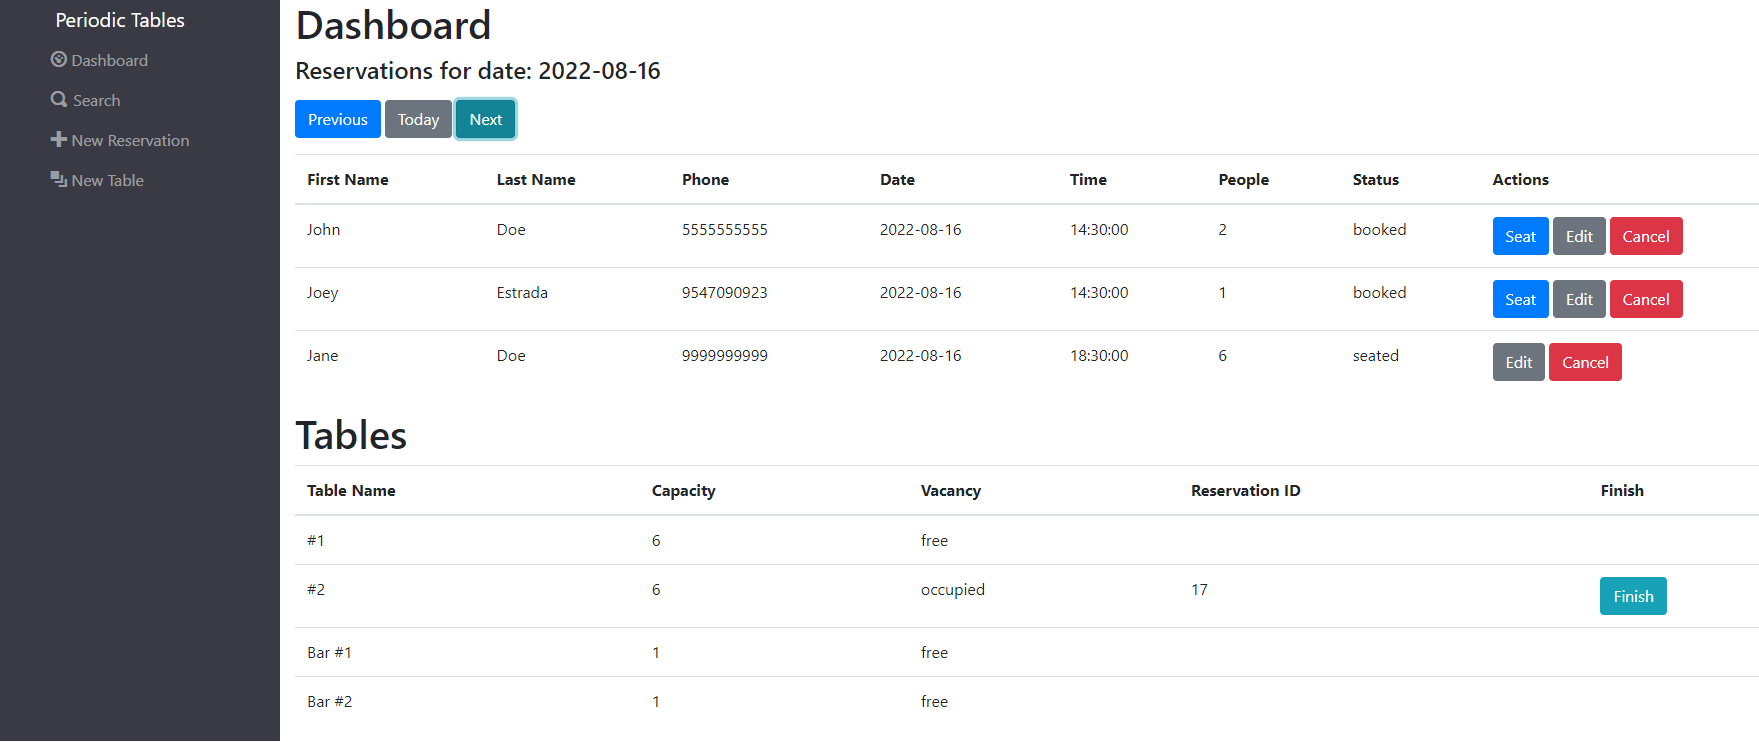 Periodic Tables
Dashboard
Search
New Reservation
New Table
Dashboard
Reservations for date: 2022-08-16
Previous Today Next
First Name Last Name Phone Date Time People Status Actions
John Doe 5555555555 2022-08-16 14:30:00 2 booked Seat Edit Cancel
Joey Estrada 9547090923 2022-08-16 14:30:00 1 booked Seat Edit Cancel
Jane Doe 9999999999 2022-08-16 18:30:00 6 seated Edit Cancel
Tables
Table Name Capacity Vacancy Reservation ID Finish
#1 6 free
#2 6 occupied 17 Finish
Bar #1 1 free
Bar #2 1 free